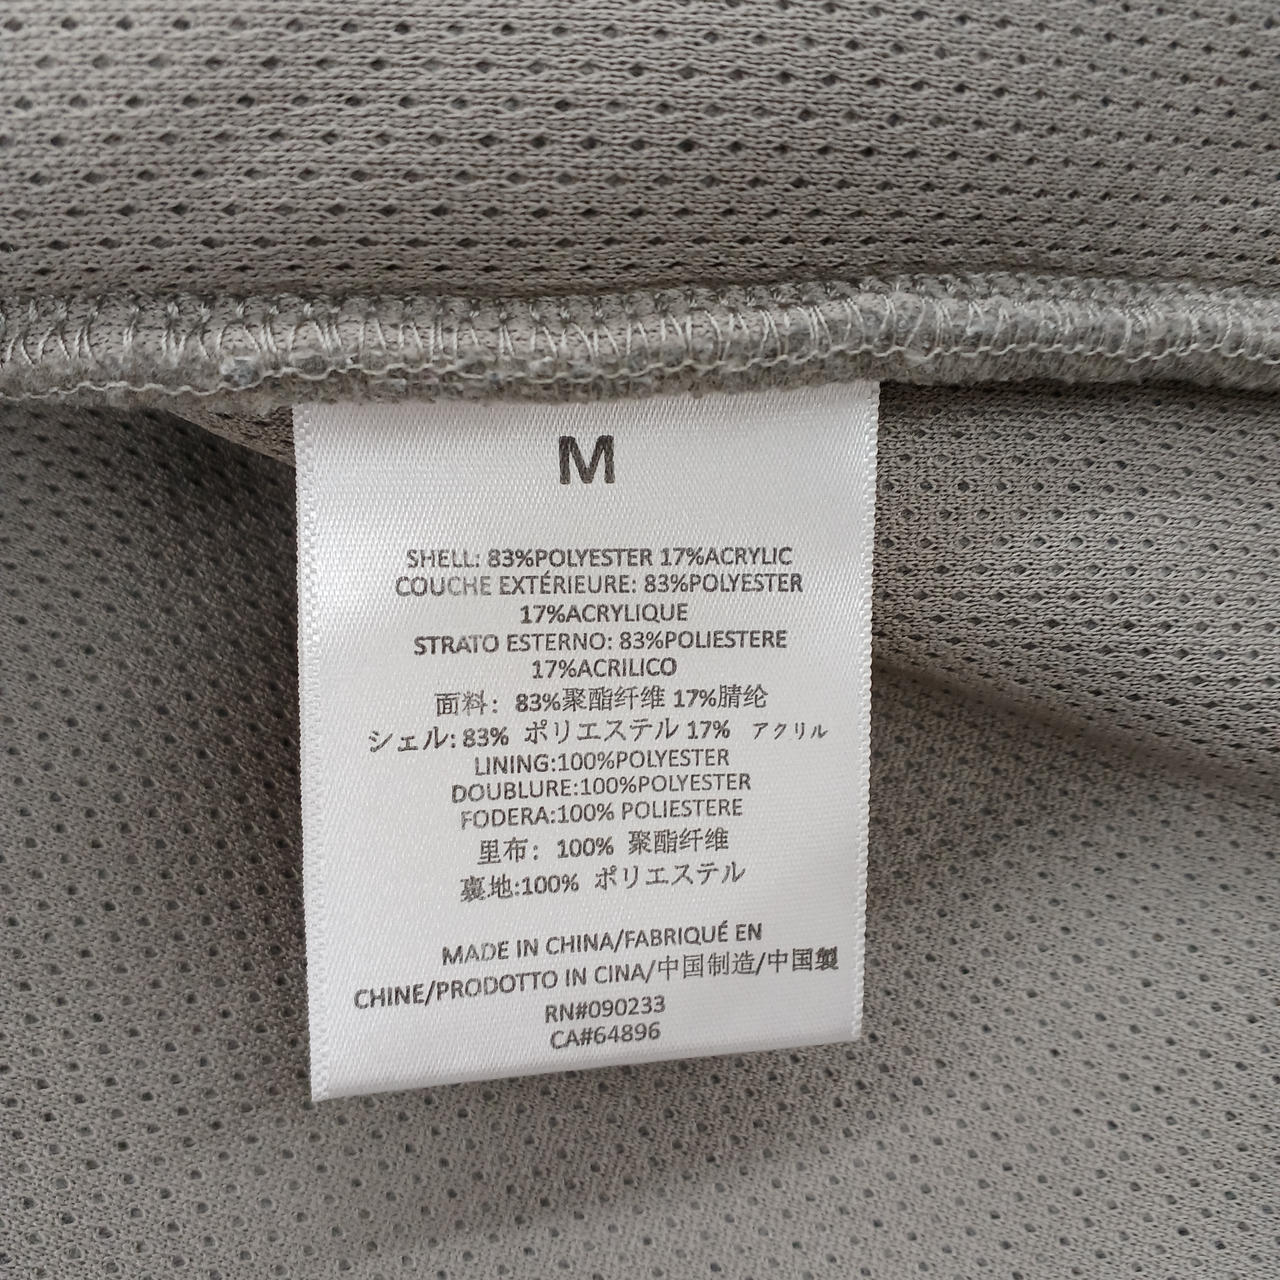 M
SHELL: 83%POLYESTER 17%ACRYLIC
COUCHE EXTÉRIEURE: 83%POLYESTER
17%ACRYLIQUE
STRATO ESTERNO: 83%POLIESTERE
17%ACRILICO
面料: 83%聚酯纤维 17%腈纶
シェル: 83% ポリエステル 17% アクリル
LINING:100%POLYESTER
DOUBLURE:100%POLYESTER
FODERA:100% POLIESTERE
里布: 100% 聚酯纤维
裏地:100% ポリエステル
MADE IN CHINA/FABRIQUÉ EN
CHINE/PRODOTTO IN CINA/中国制造/中国製
RN#090233
CA#64896